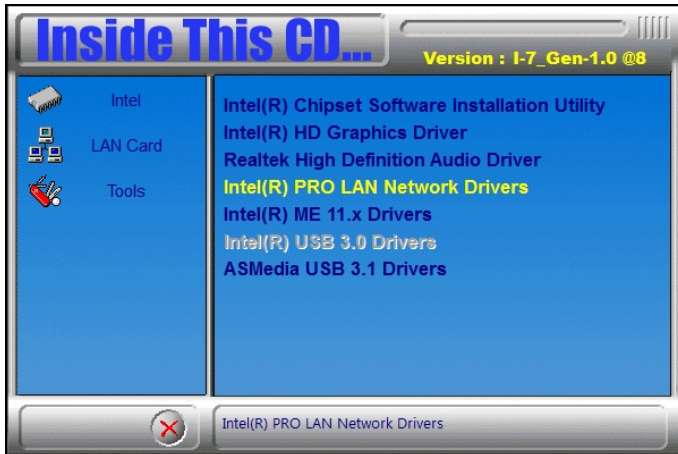 Inside This CD...
Version : I-7_Gen-1.0 @8
Intel
LAN Card
Tools
Intel(R) Chipset Software Installation Utility
Intel(R) HD Graphics Driver
Realtek High Definition Audio Driver
Intel(R) PRO LAN Network Drivers
Intel(R) ME 11.x Drivers
Intel(R) USB 3.0 Drivers
ASMedia USB 3.1 Drivers
Intel(R) PRO LAN Network Drivers